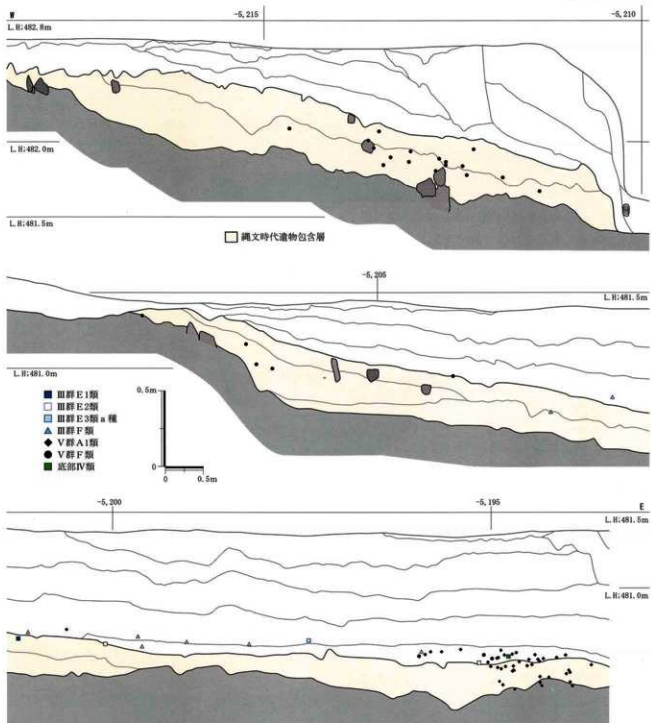 W
-5,215
-5,210
L.H:482.8m
L.H:482.0m
L.H:481.5m
縄文時代遺物包含層
-5,205
L.H:481.5m
L.H:481.0m
Ⅲ群E1類
Ⅲ群E2類
Ⅲ群E3類a種
Ⅲ群F類
Ⅴ群A1類
Ⅴ群F類
底部Ⅳ類
0.5m
0
0
0.5m
-5,200
-5,195
E
L.H:481.5m
L.H:481.0m